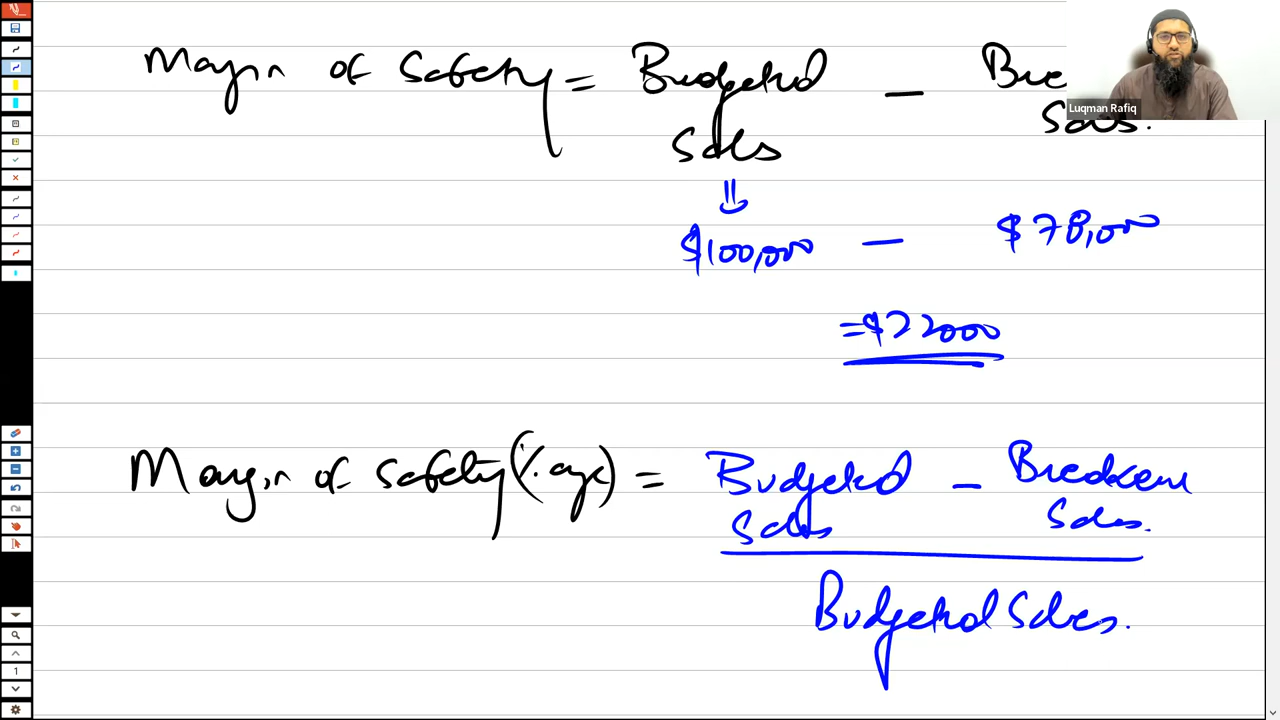 Margin of Safety = Budgeted Sales - Bre
Sales.
$100,000 - $78,000
= $22000
Margin of Safety (%age) = Budgeted Sales - Breakeven Sales.
Budgeted Sales.
Luqman Rafiq
1